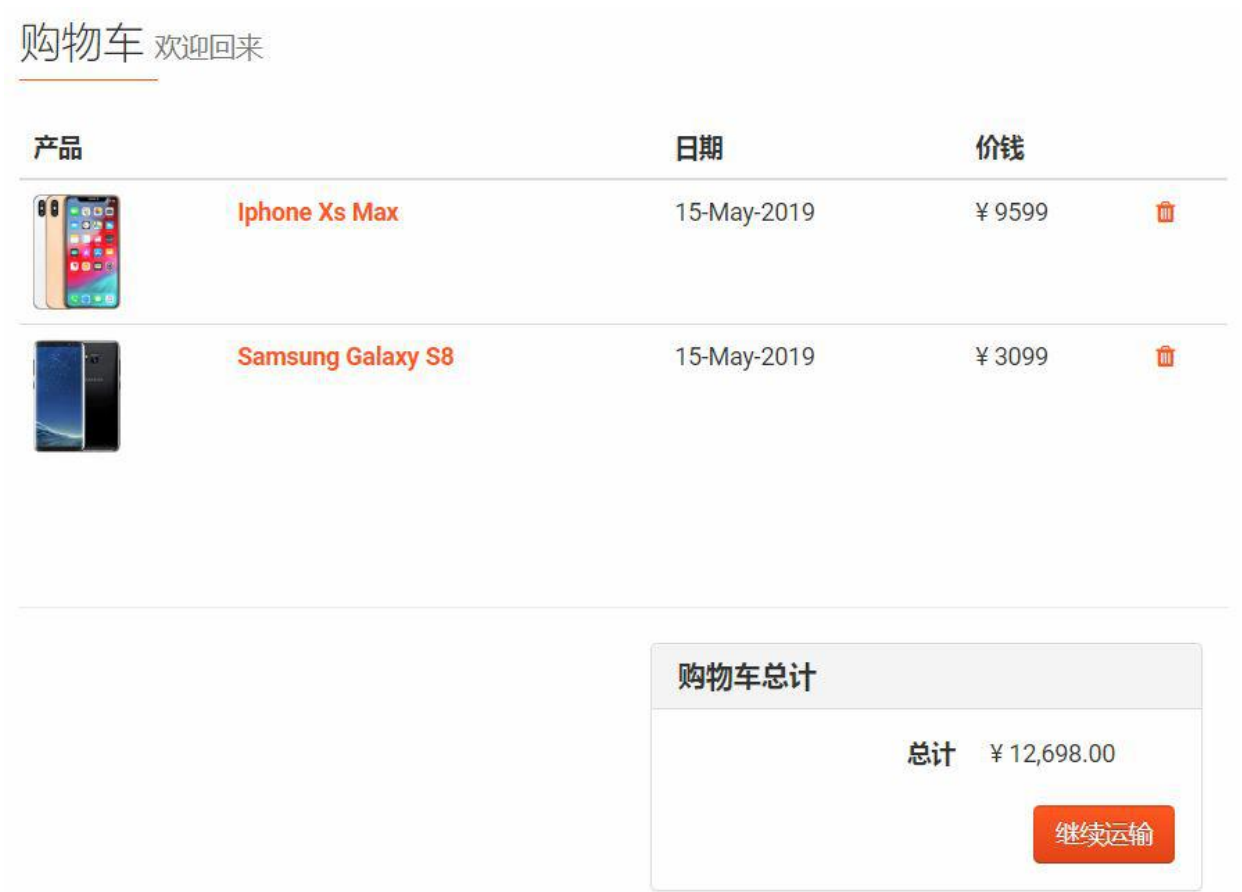 购物车 欢迎回来
产品 日期 价钱
Iphone Xs Max 15-May-2019 ¥ 9599
Samsung Galaxy S8 15-May-2019 ¥ 3099
购物车总计
总计 ¥ 12,698.00
继续运输